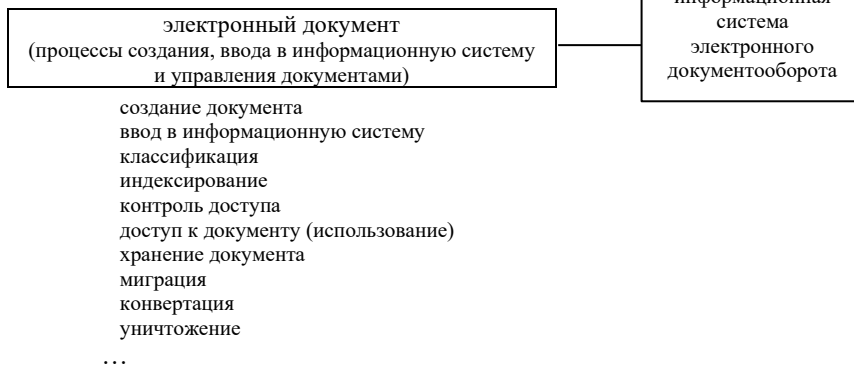 электронный документ
(процессы создания, ввода в информационную систему
и управления документами)
информационная
система
электронного
документооборота
создание документа
ввод в информационную систему
классификация
индексирование
контроль доступа
доступ к документу (использование)
хранение документа
миграция
конвертация
уничтожение
…